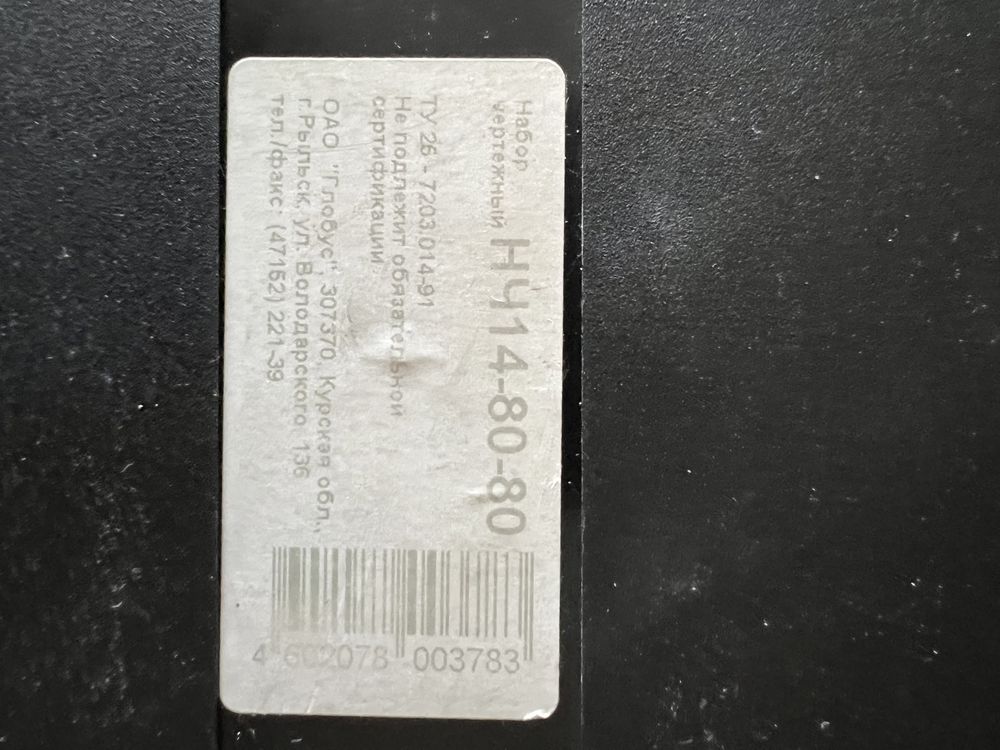 Набор
чертежный НЧ14-80-80
ТУ 26 - 7203.014-91
Не подлежит обязательной
сертификации
ОАО "Глобус", 307370, Курская обл.,
г.Рыльск, ул. Володарского 136
тел./факс: (47152) 221-39
4 602078 003783